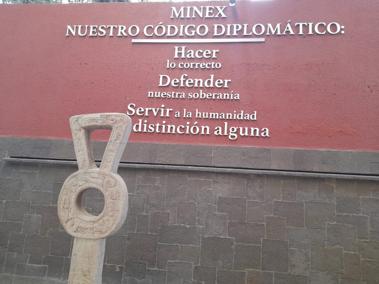 MINEX
NUESTRO CÓDIGO DIPLOMÁTICO:
Hacer
lo correcto
Defender
nuestra soberanía
Servir a la humanidad
distinción alguna